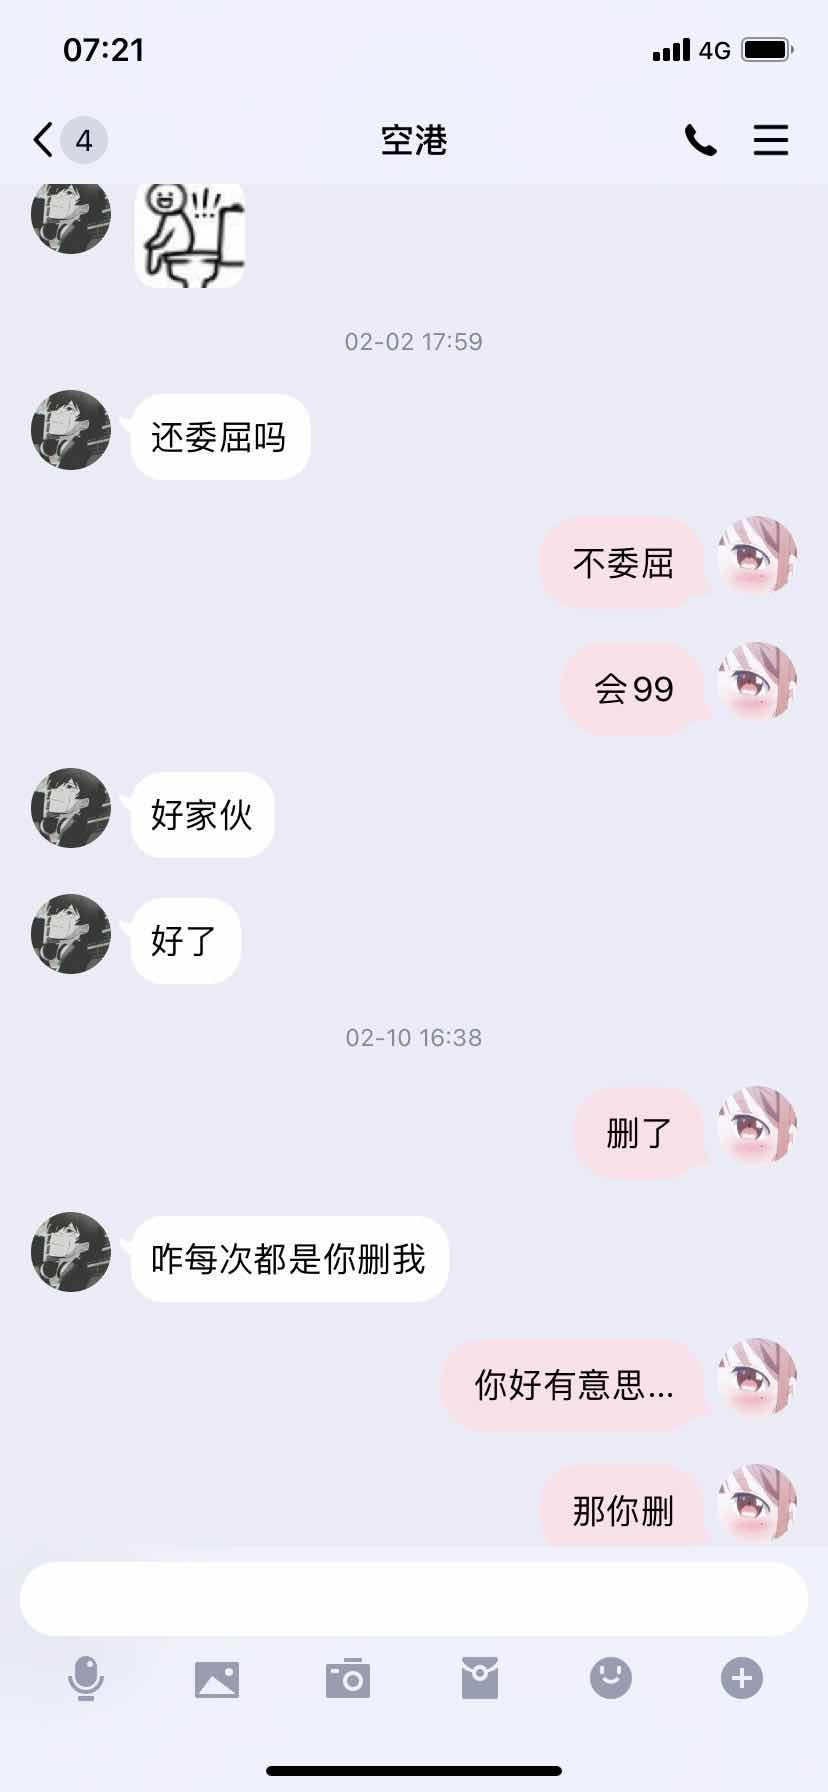 07:21
4G
4
空港
!!!
02-02 17:59
还委屈吗
不委屈
会99
好家伙
好了
02-10 16:38
删了
咋每次都是你删我
你好有意思...
那你删